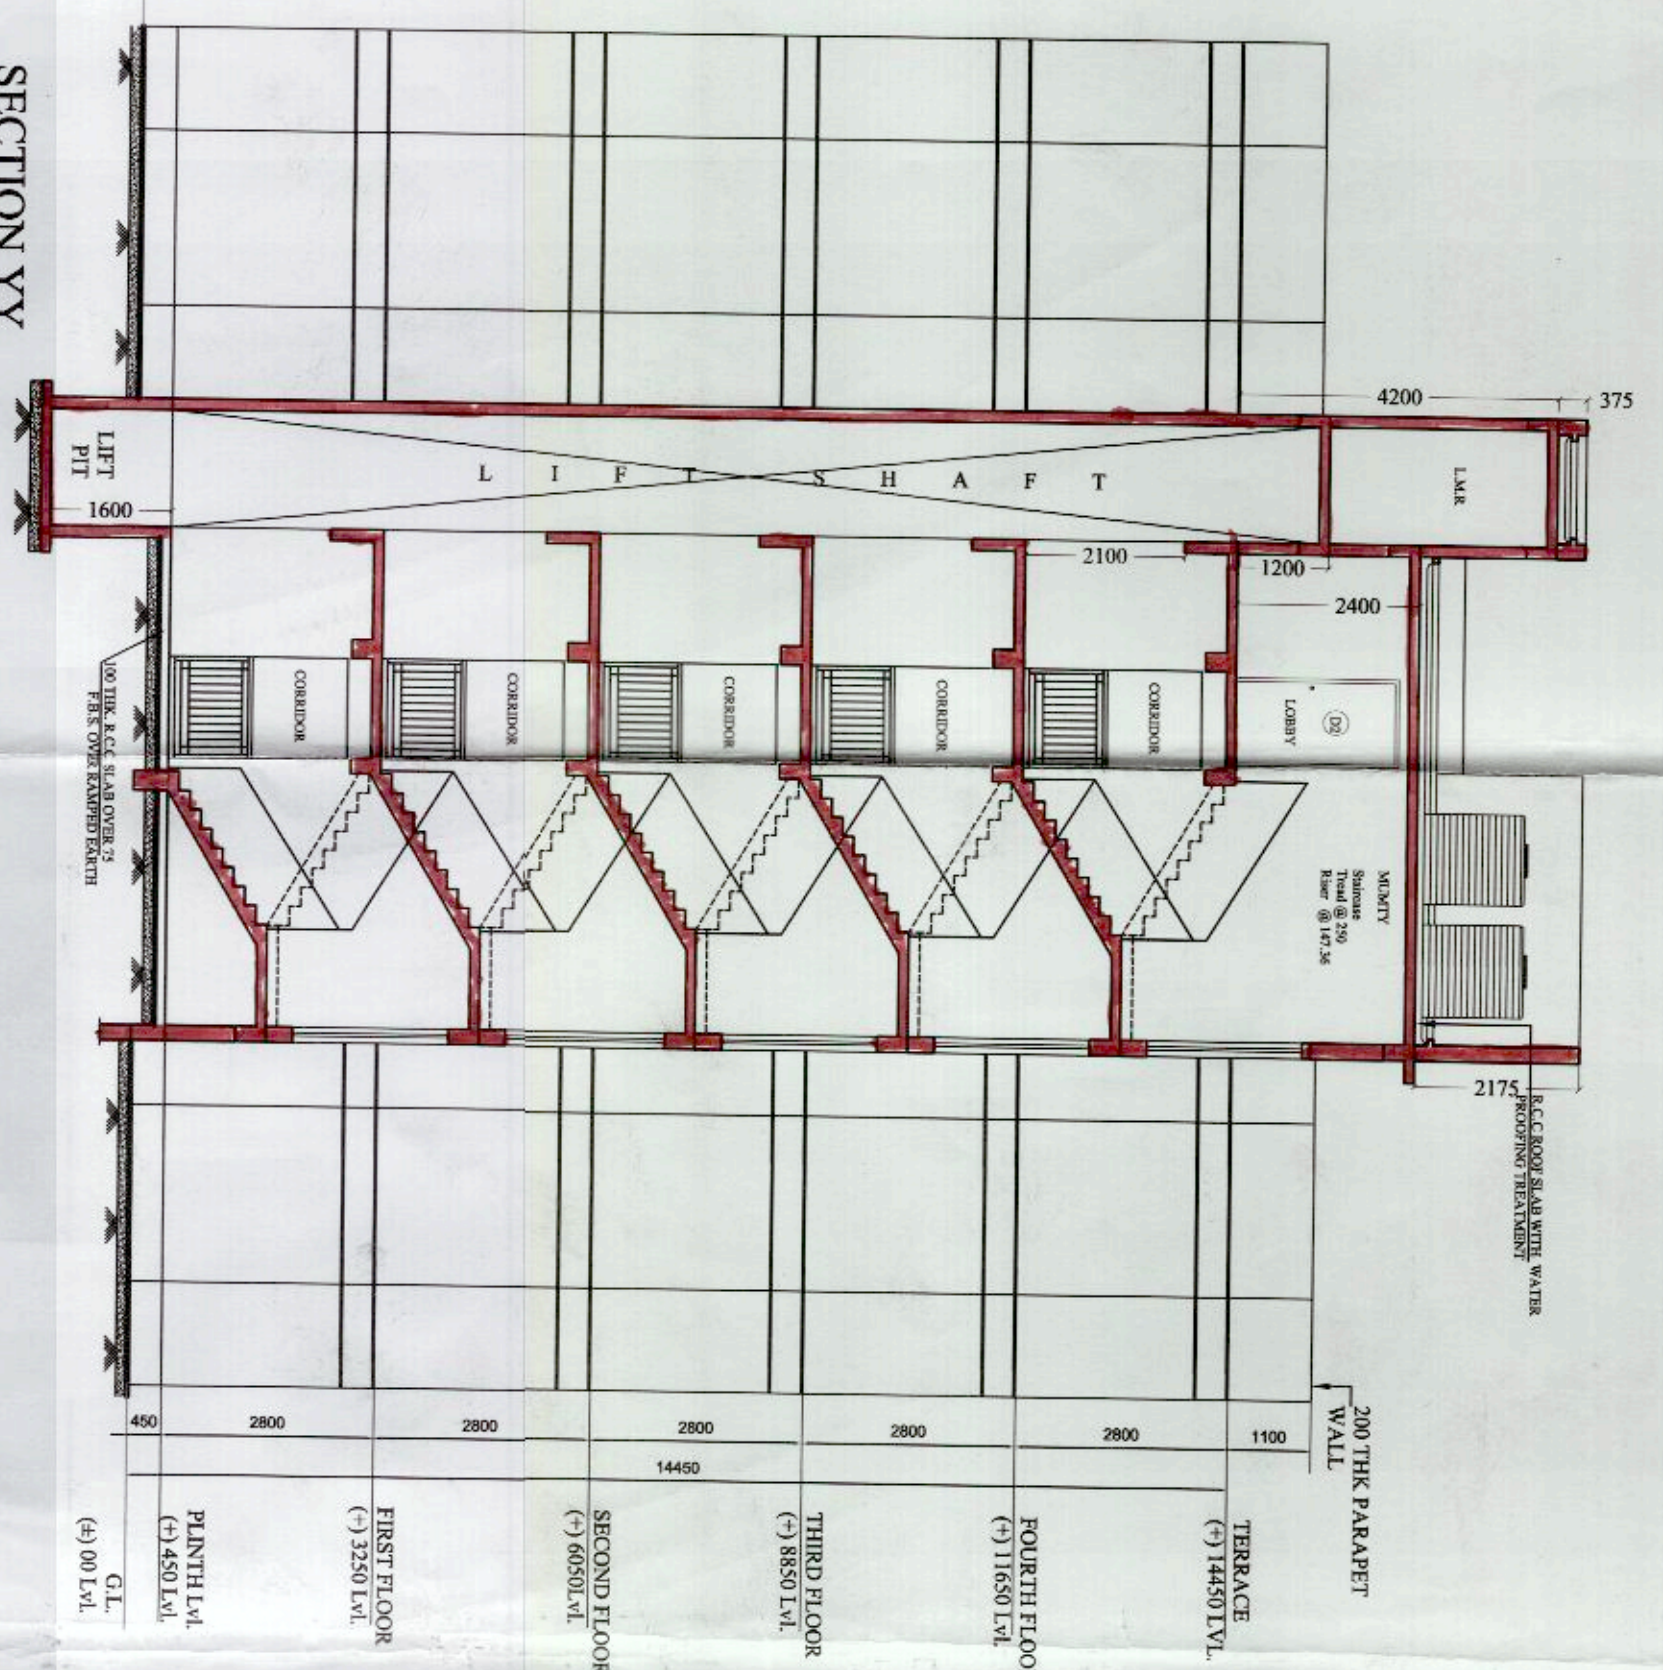 SECTION YY
LIFT
PIT
1600
L I F T S H A F T
L.M.R
4200
375
2100
1200
2400
CORRIDOR
CORRIDOR
CORRIDOR
CORRIDOR
CORRIDOR
LOBBY
D2
100 THK. R.C.C. SLAB OVER 75
F.B.S. OVER RAMPED EARTH
MUMTY
Staircase
Tread @ 250
Riser @ 147.36
2175
R.C.C ROOF SLAB WITH WATER
PROOFING TREATMENT
200 THK PARAPET
WALL
450
2800
2800
2800
2800
2800
1100
14450
TERRACE
(+) 14450 LVL.
FOURTH FLOO
(+) 11650 Lvl.
THIRD FLOOR
(+) 8850 Lvl.
SECOND FLOOR
(+) 6050Lvl.
FIRST FLOOR
(+) 3250 Lvl.
PLINTH Lvl.
(+) 450 Lvl.
G.L.
(±) 00 Lvl.